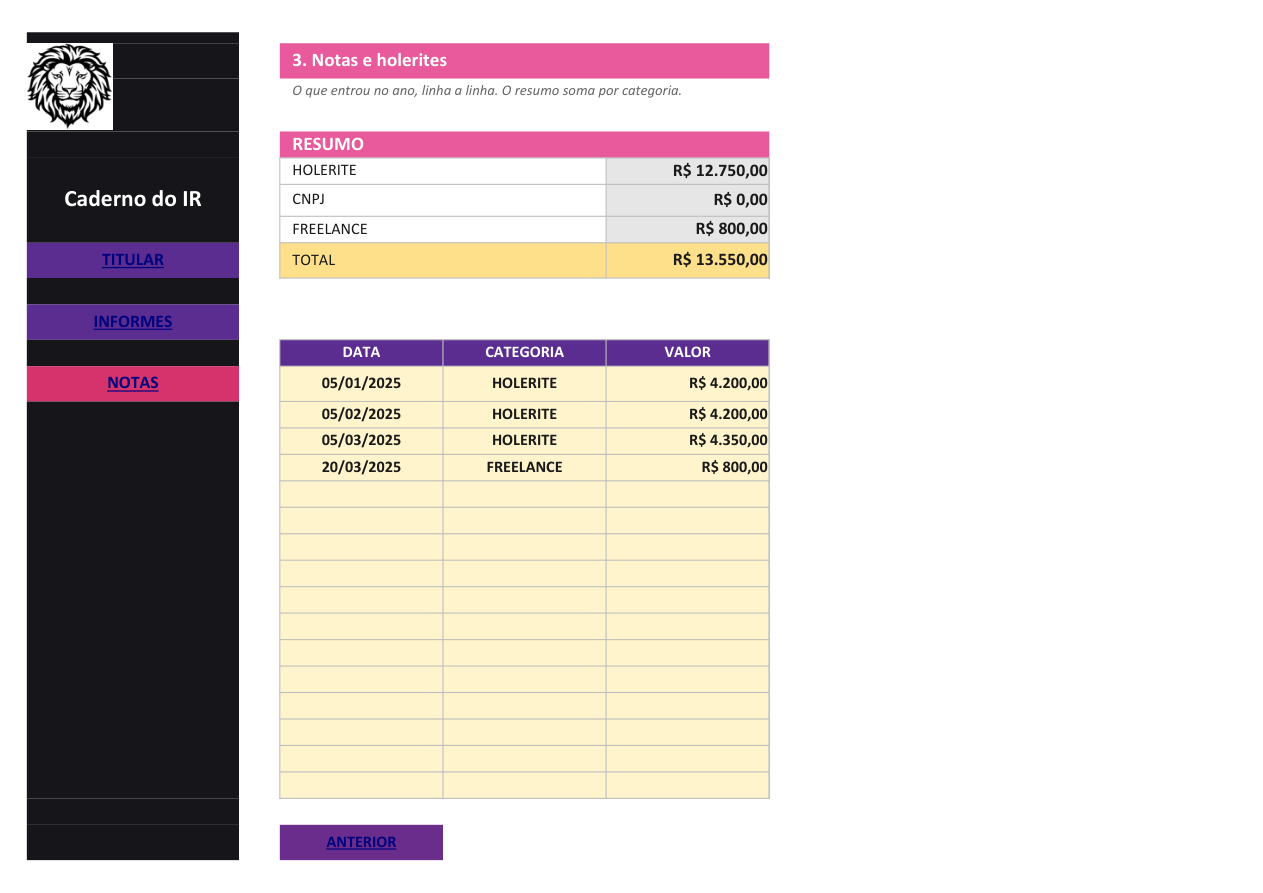 Caderno do IR
TITULAR
INFORMES
NOTAS
3. Notas e holerites
O que entrou no ano, linha a linha. O resumo soma por categoria.
RESUMO
HOLERITE R$ 12.750,00
CNPJ R$ 0,00
FREELANCE R$ 800,00
TOTAL R$ 13.550,00
DATA CATEGORIA VALOR
05/01/2025 HOLERITE R$ 4.200,00
05/02/2025 HOLERITE R$ 4.200,00
05/03/2025 HOLERITE R$ 4.350,00
20/03/2025 FREELANCE R$ 800,00
ANTERIOR